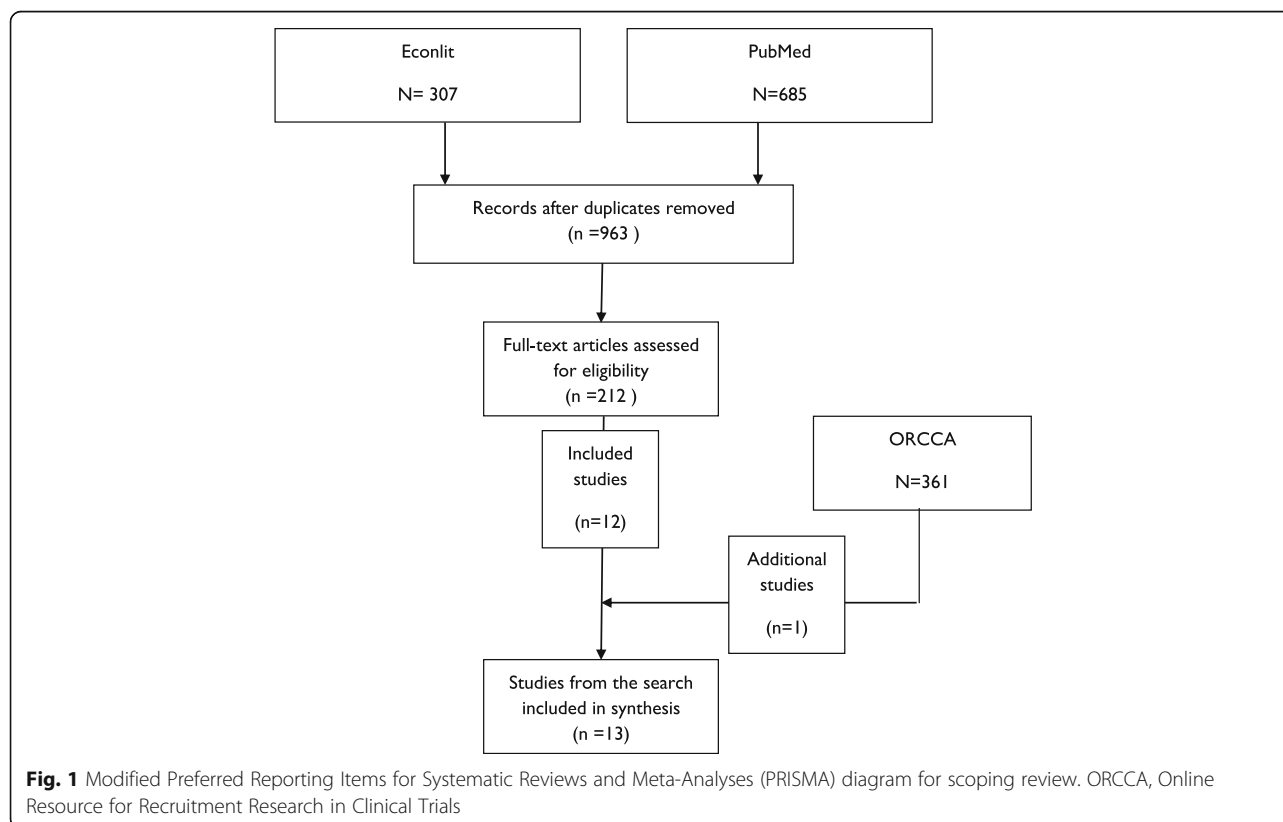 Econlit
N= 307
PubMed
N=685
Records after duplicates removed
(n =963 )
Full-text articles assessed
for eligibility
(n =212 )
Included
studies
(n=12)
ORCCA
N=361
Additional
studies
(n=1)
Studies from the search
included in synthesis
(n =13)
Fig. 1 Modified Preferred Reporting Items for Systematic Reviews and Meta-Analyses (PRISMA) diagram for scoping review. ORCCA, Online
Resource for Recruitment Research in Clinical Trials